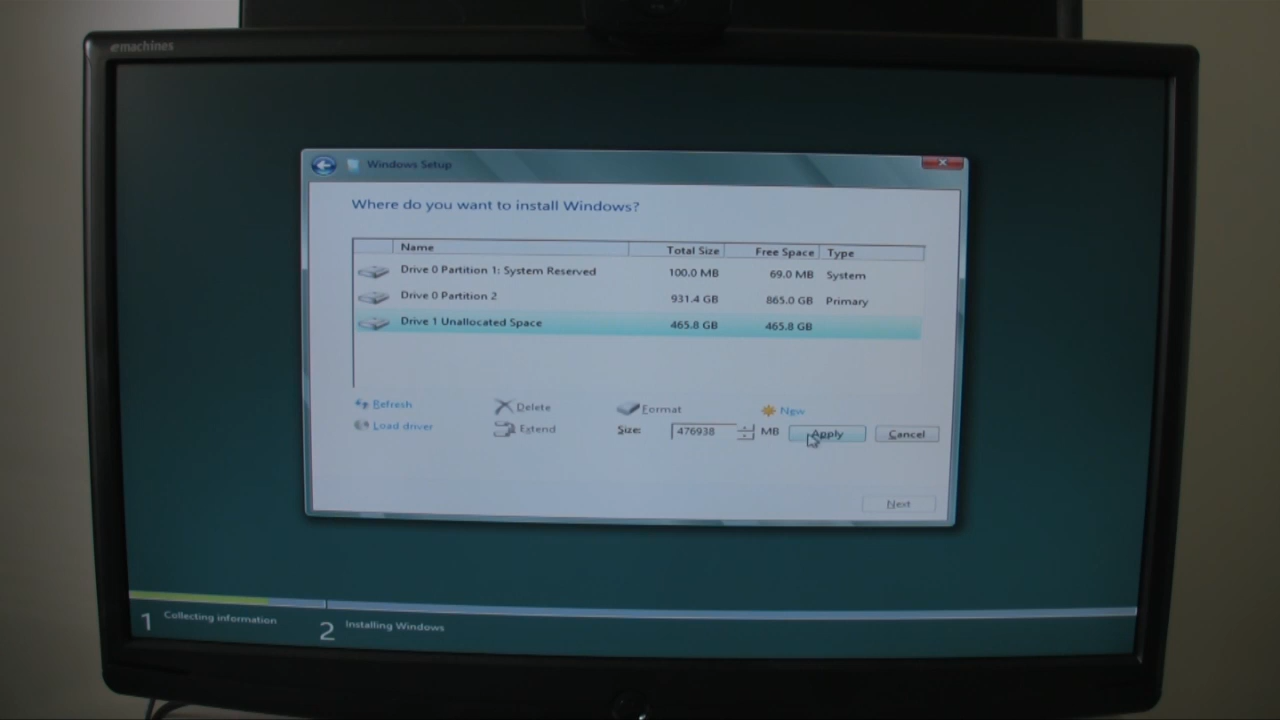 emachines
Windows Setup
Where do you want to install Windows?
Name Total Size Free Space Type
Drive 0 Partition 1: System Reserved 100.0 MB 69.0 MB System
Drive 0 Partition 2 931.4 GB 865.0 GB Primary
Drive 1 Unallocated Space 465.8 GB 465.8 GB
Refresh Delete Format New
Load driver Extend Size: 476938 MB Apply Cancel
Next
1 Collecting information 2 Installing Windows